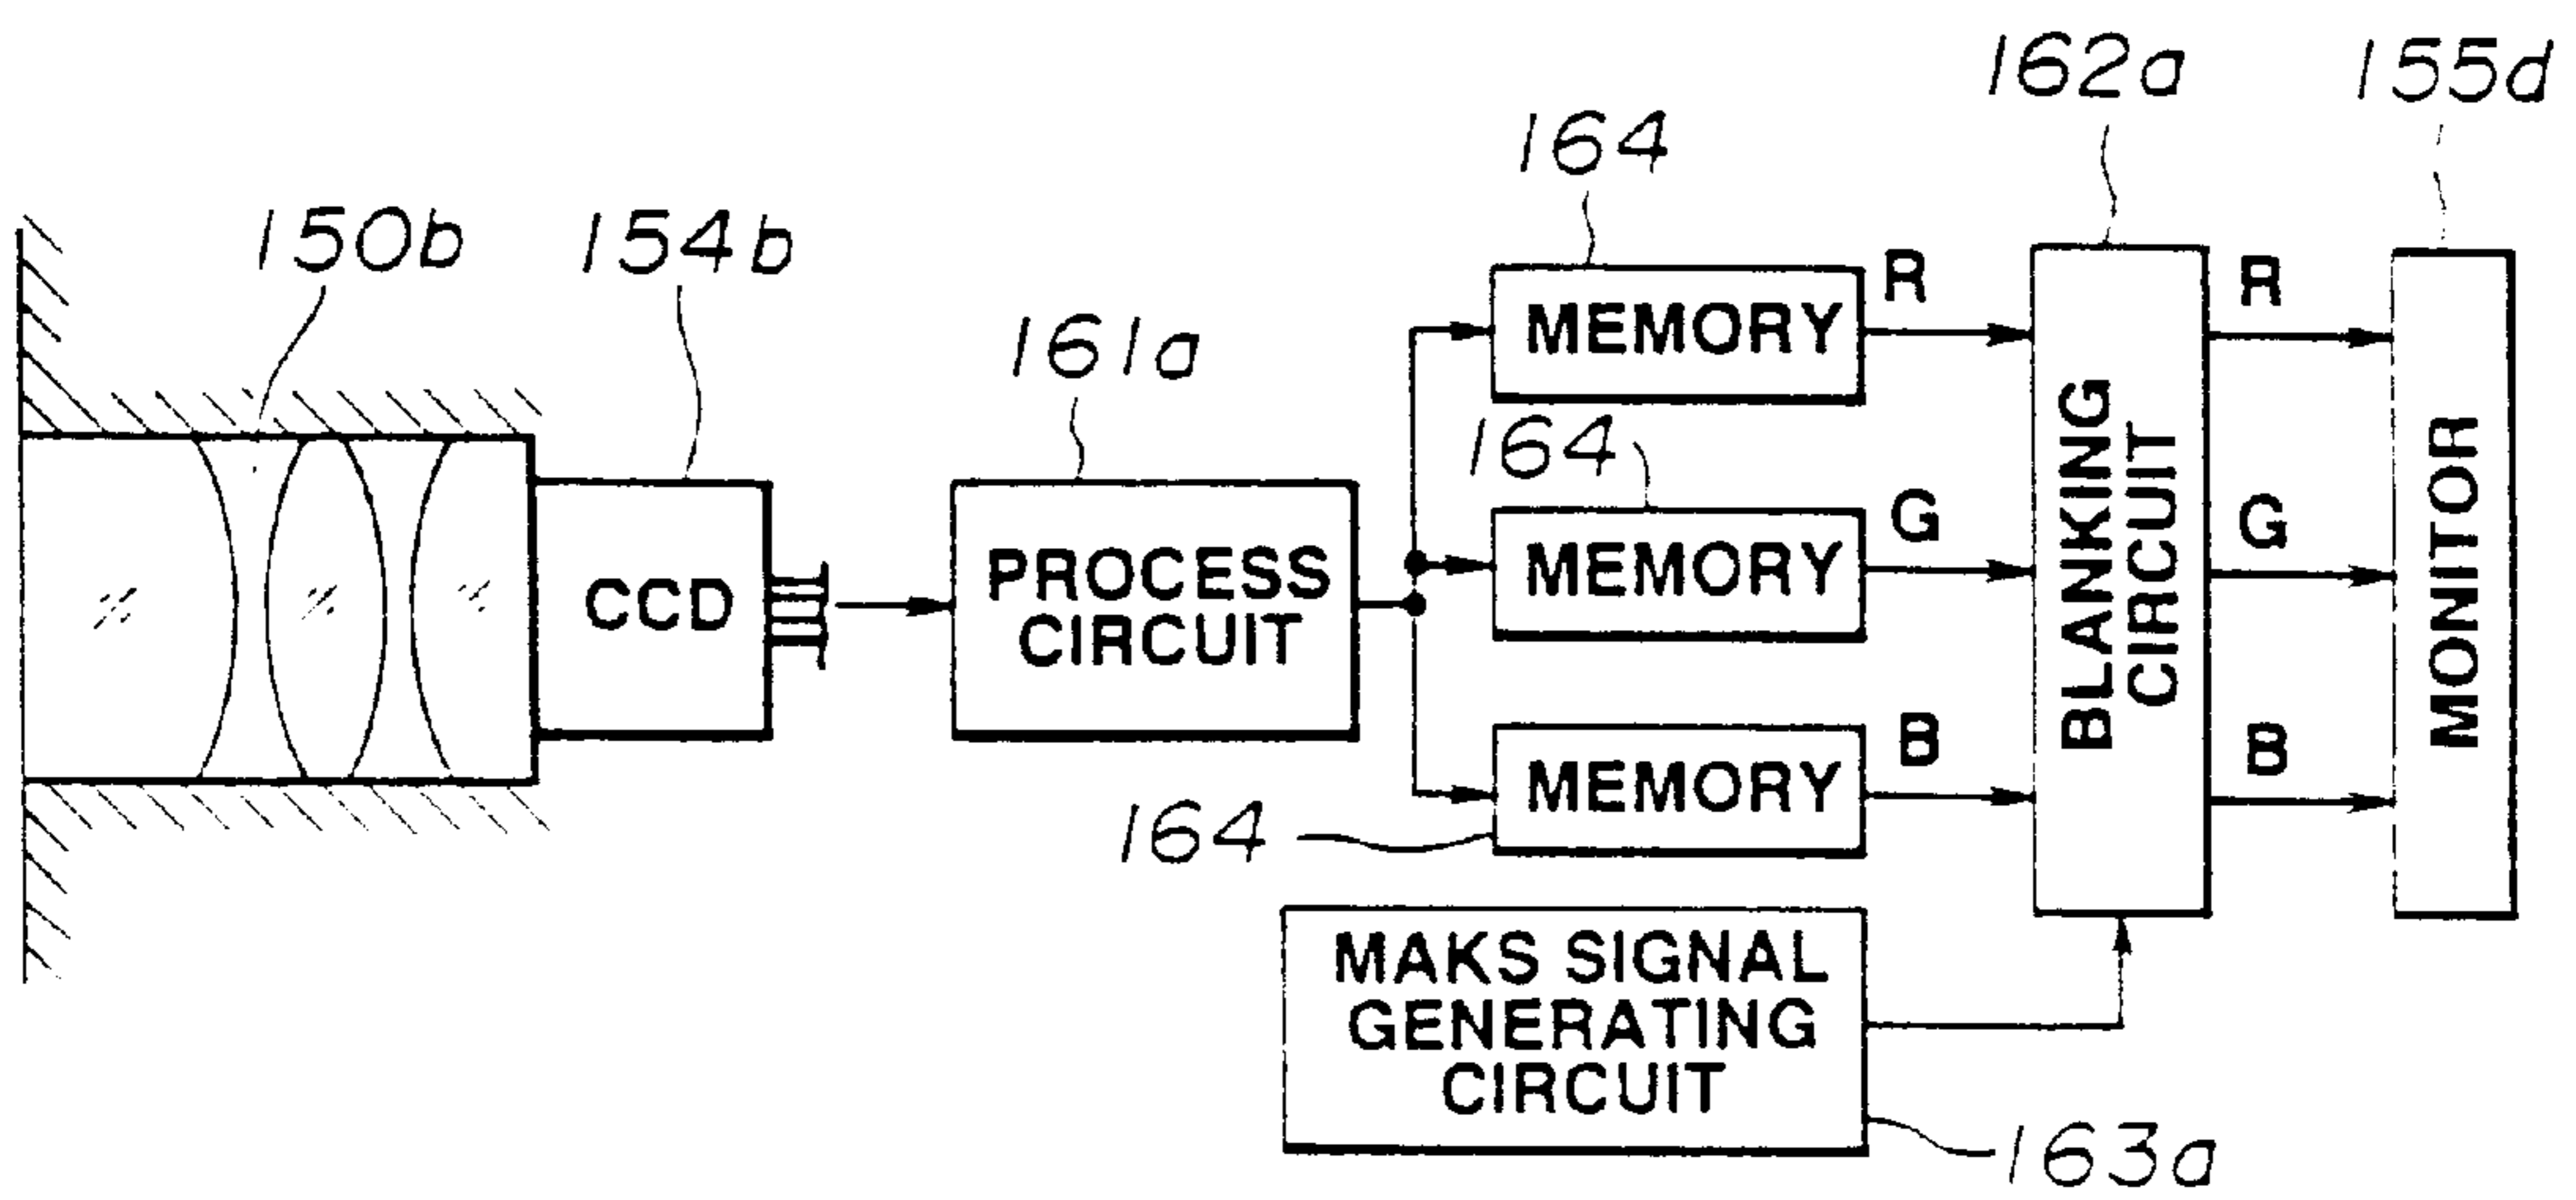 162a
155d
164
150b
154b
R
R
161a
MEMORY
164
G
G
CCD
PROCESS
CIRCUIT
MEMORY
BLANKING
CIRCUIT
MONITOR
B
B
MEMORY
164
MAKS SIGNAL
GENERATING
CIRCUIT
163a